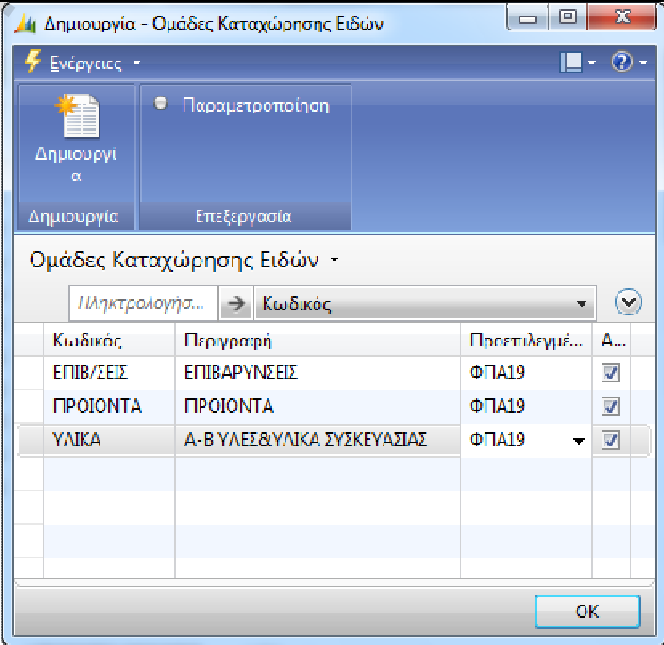 Δημιουργία - Ομάδες Καταχώρησης Ειδών
Ενέργειες
Παραμετροποίηση
Δημιουργί
α
Δημιουργία
Επεξεργασία
Ομάδες Καταχώρησης Ειδών
Πληκτρολογήσ... Κωδικός
Κωδικός Περιγραφή Προεπιλεγμέ... Α...
ΕΠΙΒ/ΣΕΙΣ ΕΠΙΒΑΡΥΝΣΕΙΣ ΦΠΑ19
ΠΡΟΙΟΝΤΑ ΠΡΟΙΟΝΤΑ ΦΠΑ19
ΥΛΙΚΑ Α-Β ΥΛΕΣ&ΥΛΙΚΑ ΣΥΣΚΕΥΑΣΙΑΣ ΦΠΑ19
OK